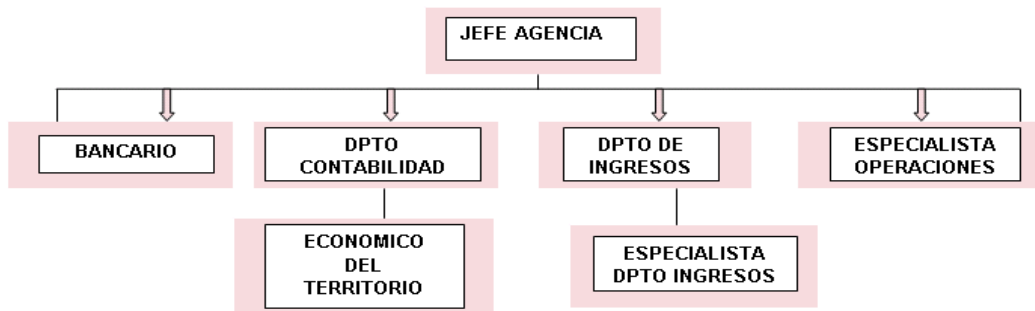 JEFE AGENCIA
BANCARIO
DPTO
CONTABILIDAD
DPTO DE
INGRESOS
ESPECIALISTA
OPERACIONES
ECONOMICO
DEL
TERRITORIO
ESPECIALISTA
DPTO INGRESOS